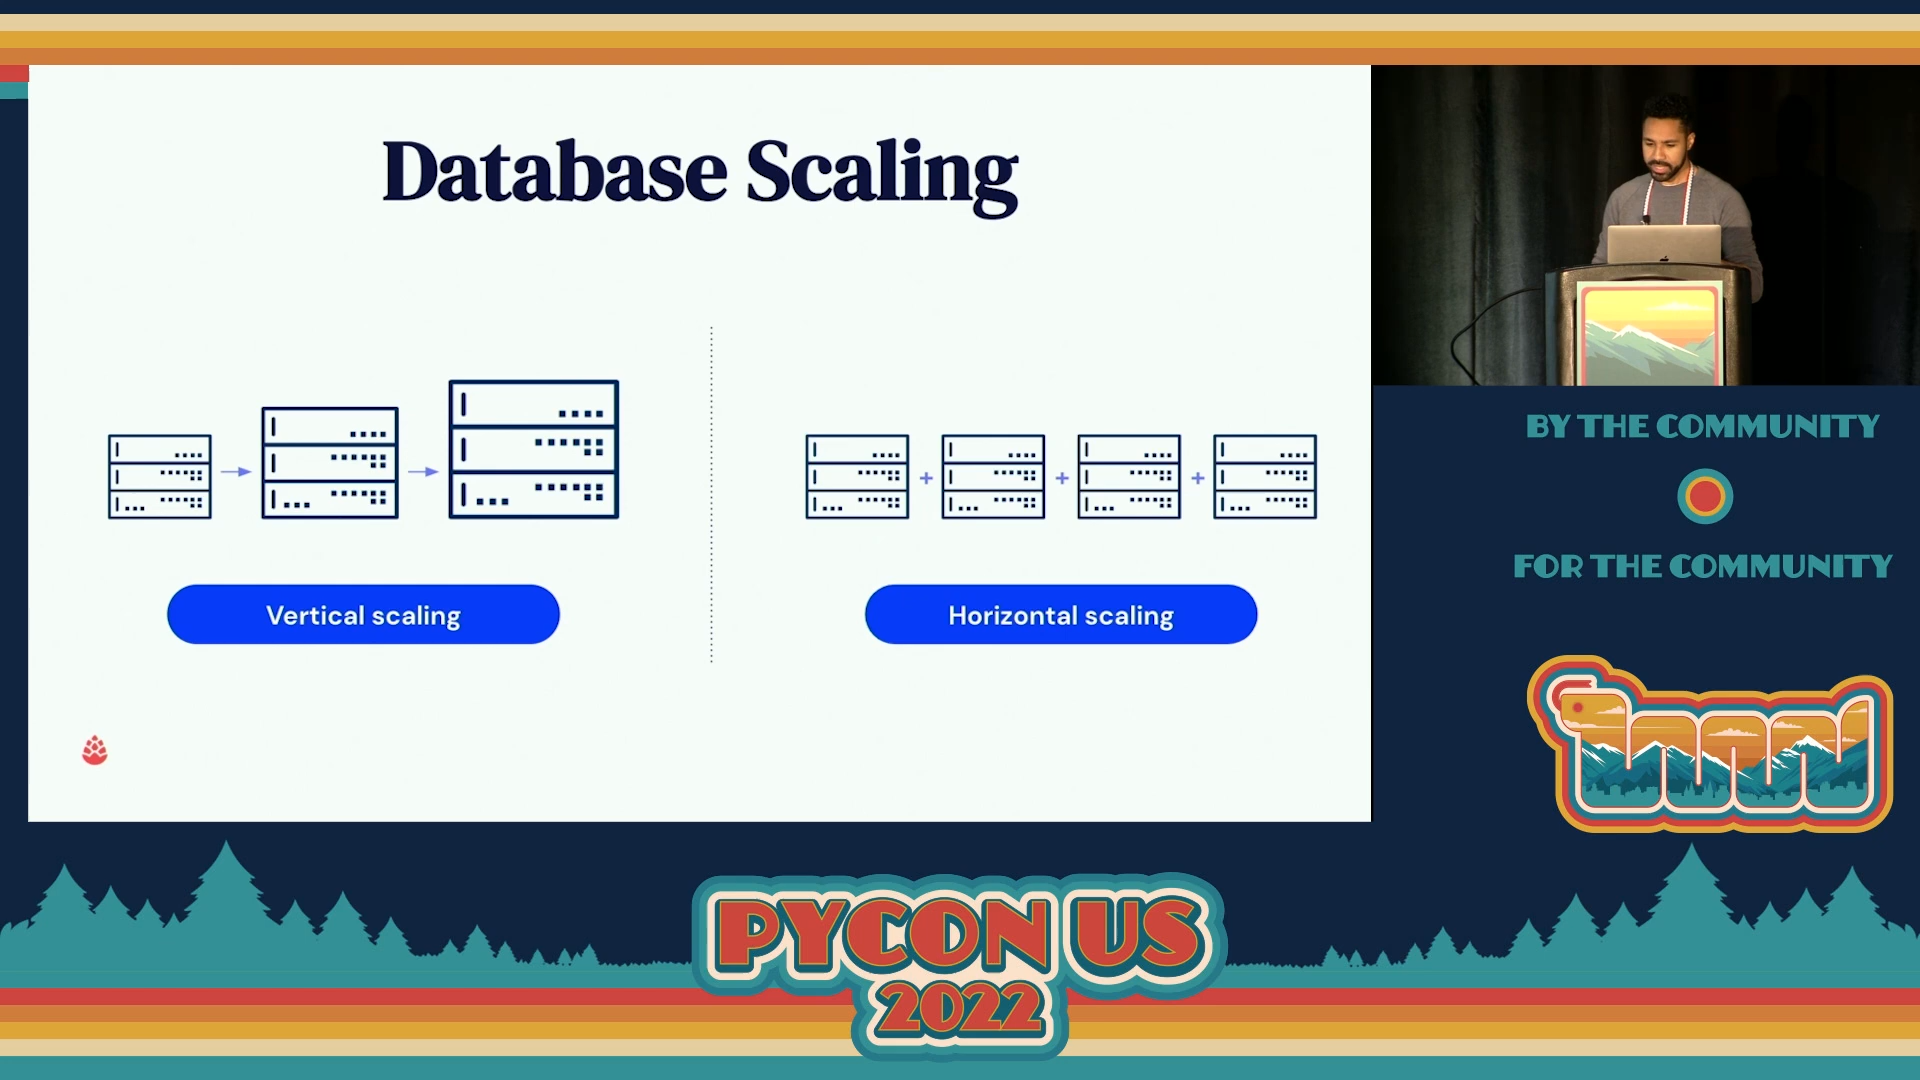 Database Scaling
Vertical scaling
Horizontal scaling
BY THE COMMUNITY
FOR THE COMMUNITY
PYCON US
2022